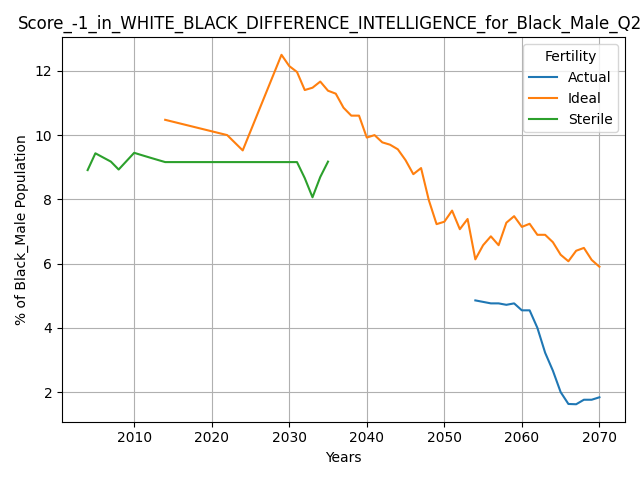 Score_-1_in_WHITE_BLACK_DIFFERENCE_INTELLIGENCE_for_Black_Male_Q2
% of Black_Male Population
12
10
8
6
4
2
Fertility
Actual
Ideal
Sterile
2010 2020 2030 2040 2050 2060 2070
Years